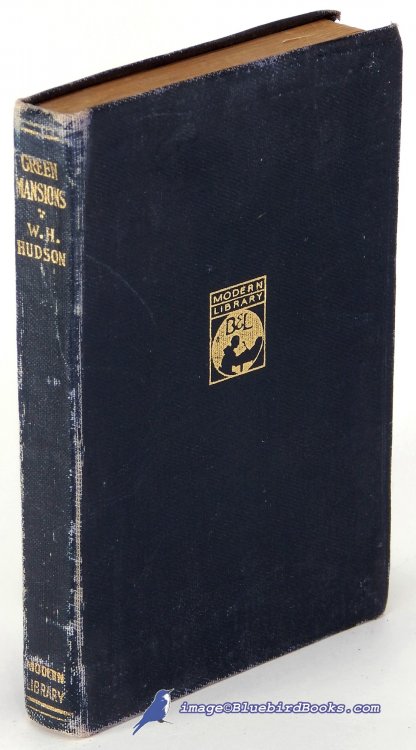 GREEN
MANSIONS
W.H.
HUDSON
MODERN
LIBRARY
MODERN
LIBRARY
B&L
image©BluebirdBooks.com